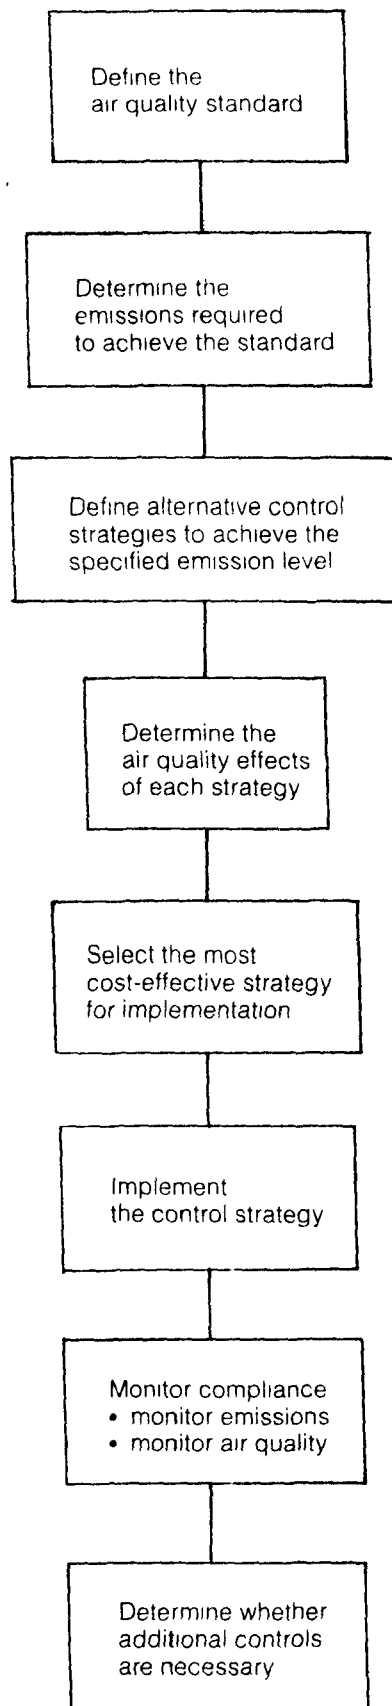 Define the
air quality standard
Determine the
emissions required
to achieve the standard
Define alternative control
strategies to achieve the
specified emission level
Determine the
air quality effects
of each strategy
Select the most
cost-effective strategy
for implementation
Implement
the control strategy
Monitor compliance
• monitor emissions
• monitor air quality
Determine whether
additional controls
are necessary